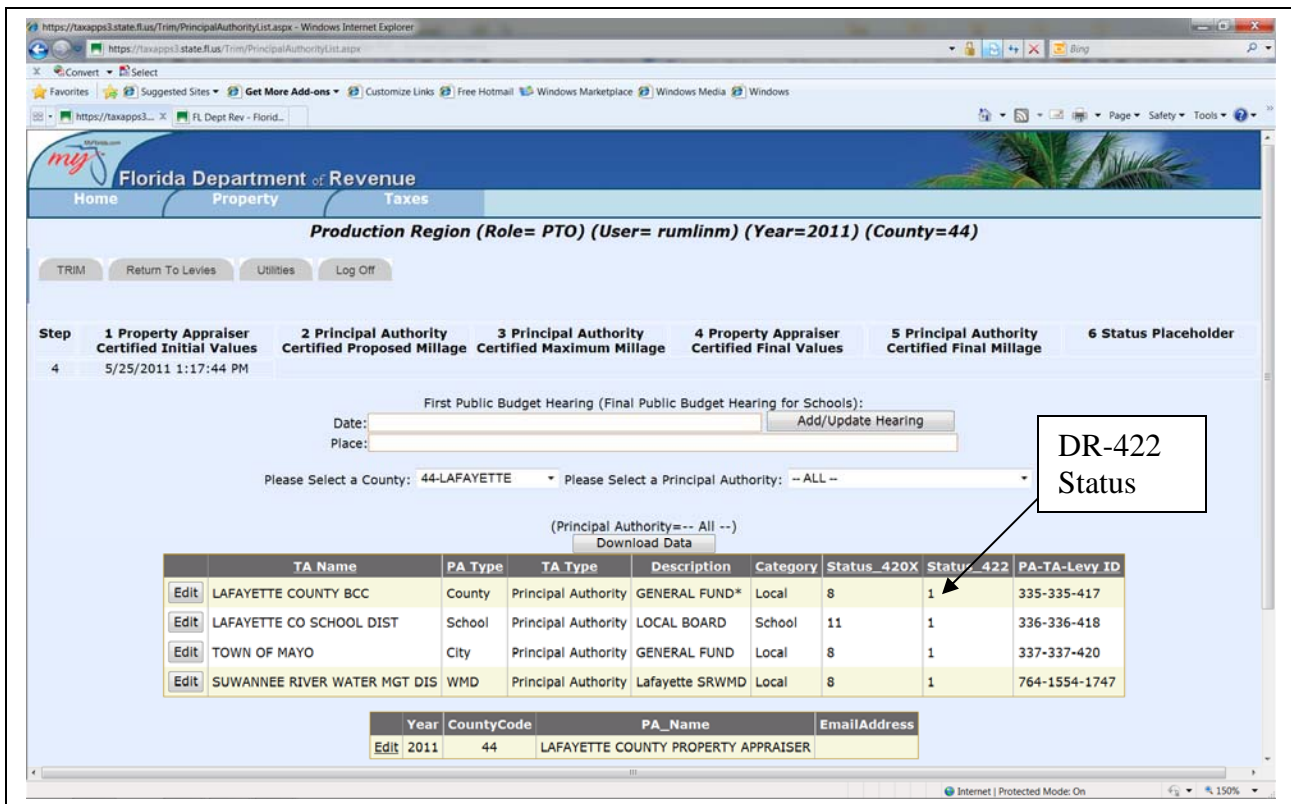 https://taxapps3.state.fl.us/Trim/PrincipalAuthorityList.aspx - Windows Internet Explorer
https://taxapps3.state.fl.us/Trim/PrincipalAuthorityList.aspx
Bing
x Convert Select
Favorites Suggested Sites Get More Add-ons Customize Links Free Hotmail Windows Marketplace Windows Media Windows
https://taxapps3... X FL Dept Rev - Florid... Page Safety Tools
MyFlorida.com
my Florida Department of Revenue
Home Property Taxes
Production Region (Role= PTO) (User= rumlinm) (Year=2011) (County=44)
TRIM Return To Levies Utilities Log Off
Step 1 Property Appraiser 2 Principal Authority 3 Principal Authority 4 Property Appraiser 5 Principal Authority 6 Status Placeholder
Certified Initial Values Certified Proposed Millage Certified Maximum Millage Certified Final Values Certified Final Millage
4 5/25/2011 1:17:44 PM
First Public Budget Hearing (Final Public Budget Hearing for Schools):
Date: Add/Update Hearing
Place:
DR-422
Status
Please Select a County: 44-LAFAYETTE Please Select a Principal Authority: -- ALL --
(Principal Authority=-- All --)
Download Data
TA Name PA Type TA Type Description Category Status_420X Status_422 PA-TA-Levy ID
Edit LAFAYETTE COUNTY BCC County Principal Authority GENERAL FUND* Local 8 1 335-335-417
Edit LAFAYETTE CO SCHOOL DIST School Principal Authority LOCAL BOARD School 11 1 336-336-418
Edit TOWN OF MAYO City Principal Authority GENERAL FUND Local 8 1 337-337-420
Edit SUWANNEE RIVER WATER MGT DIS WMD Principal Authority Lafayette SRWMD Local 8 1 764-1554-1747
Year CountyCode PA_Name EmailAddress
Edit 2011 44 LAFAYETTE COUNTY PROPERTY APPRAISER
Internet | Protected Mode: On 150%